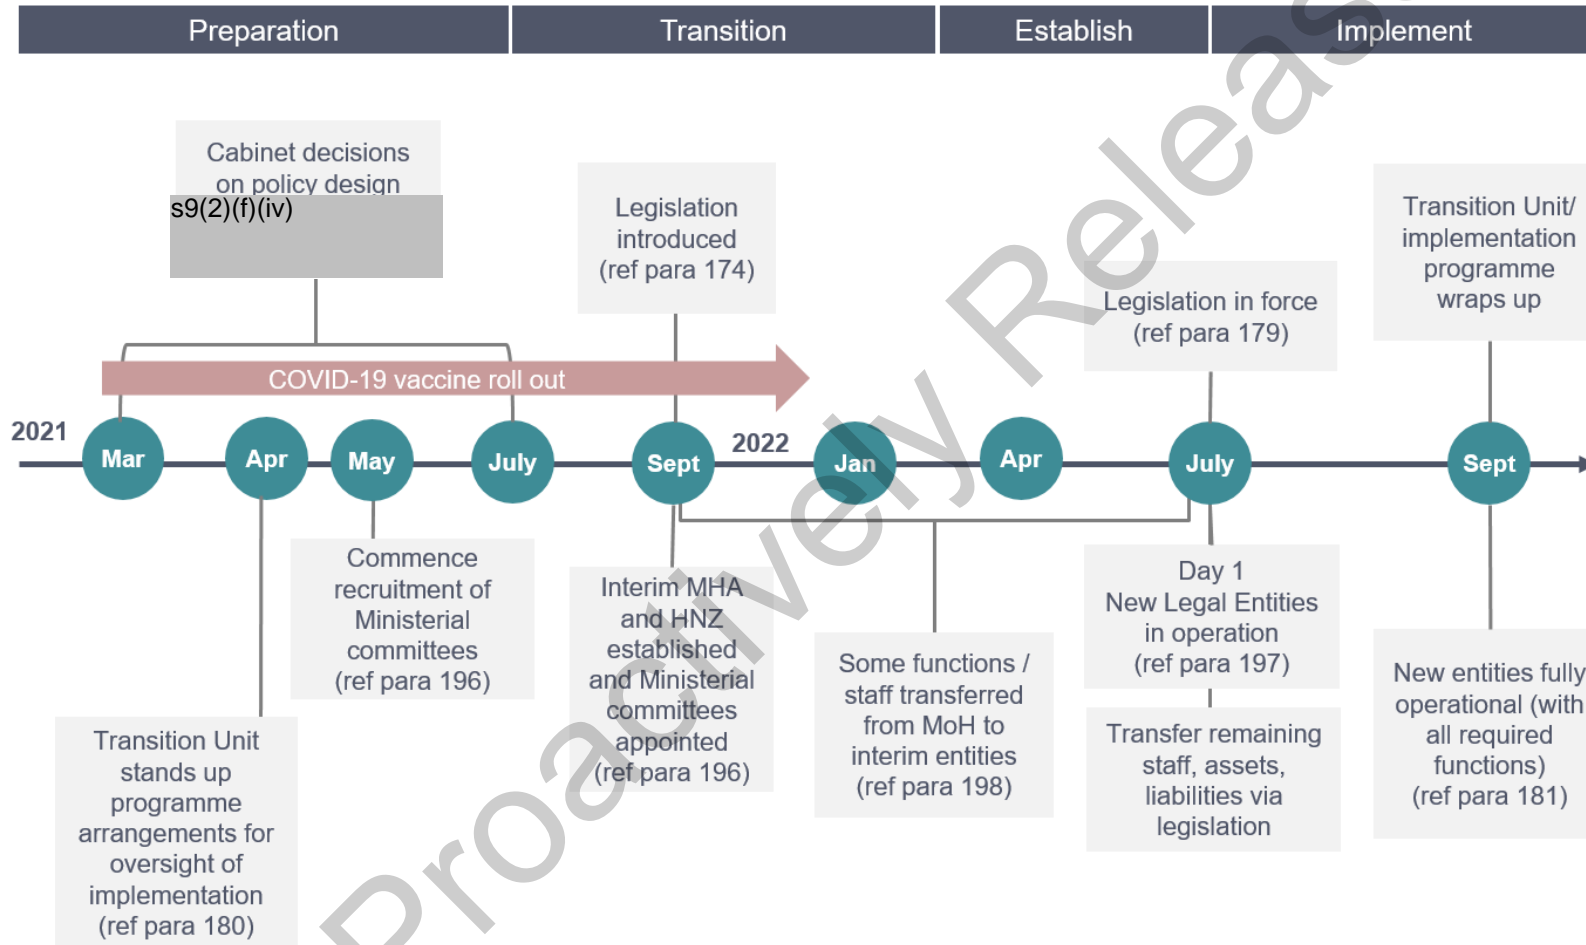 Preparation
Transition
Establish
Implement
Cabinet decisions
on policy design
s9(2)(f)(iv)
Legislation
introduced
(ref para 174)
Legislation in force
(ref para 179)
Transition Unit/
implementation
programme
wraps up
COVID-19 vaccine roll out
2021
Mar
Apr
May
July
Sept
2022
Jan
Apr
July
Sept
Transition Unit
stands up
programme
arrangements for
oversight of
implementation
(ref para 180)
Commence
recruitment of
Ministerial
committees
(ref para 196)
Interim MHA
and HNZ
established
and Ministerial
committees
appointed
(ref para 196)
Some functions /
staff transferred
from MoH to
interim entities
(ref para 198)
Day 1
New Legal Entities
in operation
(ref para 197)
Transfer remaining
staff, assets,
liabilities via
legislation
New entities fully
operational (with
all required
functions)
(ref para 181)
Proactively Releas